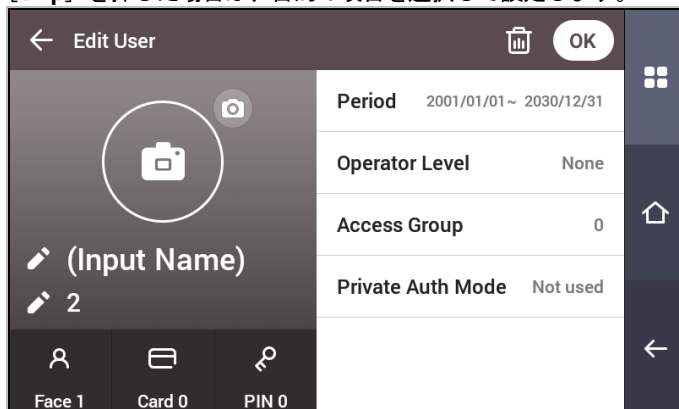 Edit User
OK
Period 2001/01/01~ 2030/12/31
Operator Level None
Access Group 0
Private Auth Mode Not used
(Input Name)
2
Face 1 Card 0 PIN 0